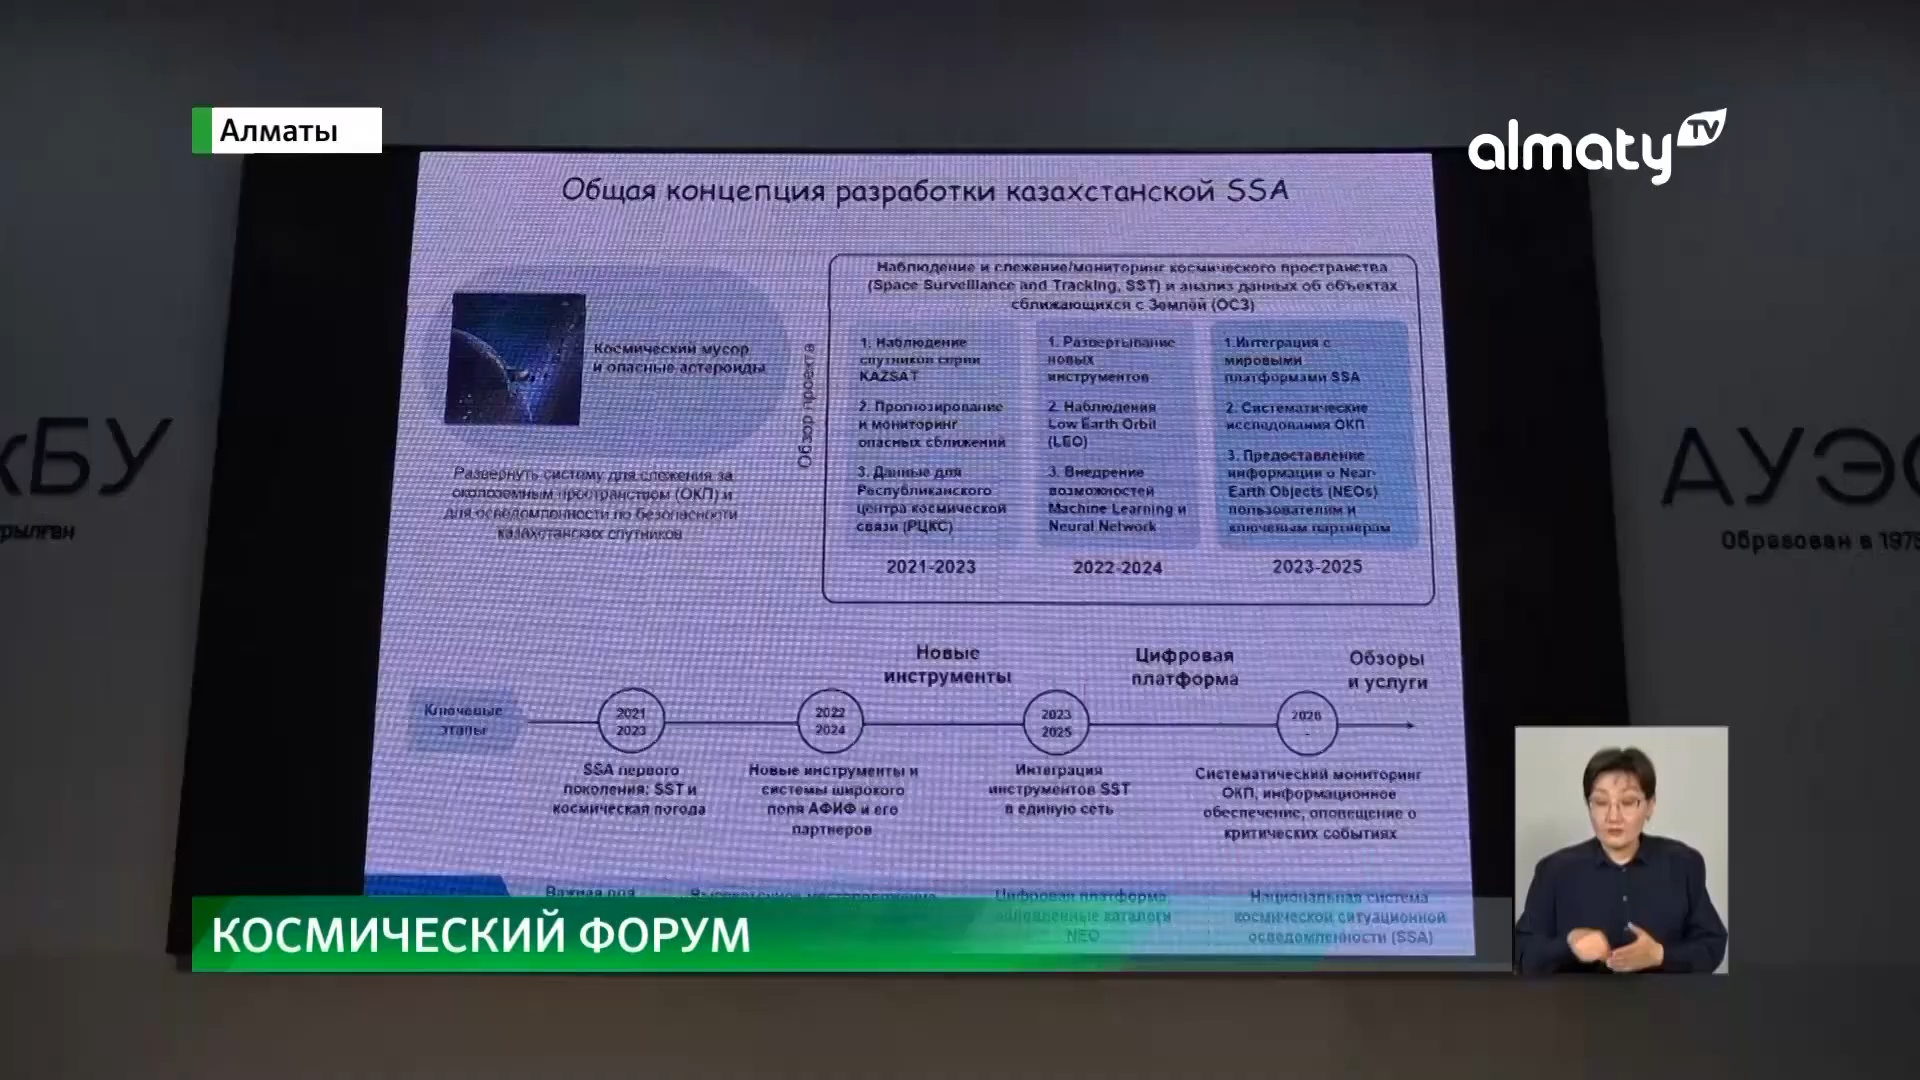 Алматы
almaty TV
Общая концепция разработки казахстанской SSA
Космический мусор
и опасные астероиды
Развернуть систему для слежения за
околоземным пространством (ОКП) и
для осведомленности по безопасности
казахстанских спутников
Обзор проекта
Наблюдение и слежение/мониторинг космического пространства
(Space Surveillance and Tracking, SST) и анализ данных об объектах
сближающихся с Землей (ОСЗ)
1. Наблюдение
спутников серии
KAZSAT
2. Прогнозирование
и мониторинг
опасных сближений
3. Данные для
Республиканского
центра космической
связи (РЦКС)
2021-2023
1. Развертывание
новых
инструментов
2. Наблюдения
Low Earth Orbit
(LEO)
3. Внедрение
возможностей
Machine Learning и
Neural Network
2022-2024
1.Интеграция с
мировыми
платформами SSA
2. Систематические
исследования ОКП
3. Предоставление
информации о Near-
Earth Objects (NEOs)
пользователям и
ключевым партнерам
2023-2025
Новые
инструменты
Цифровая
платформа
Обзоры
и услуги
Ключевые
этапы
2021
2023
2022
2024
2023
2025
2026
-
SSA первого
поколения: SST и
космическая погода
Новые инструменты и
системы широкого
поля АФИФ и его
партнеров
Интеграция
инструментов SST
в единую сеть
Систематический мониторинг
ОКП, информационное
обеспечение, оповещение о
критических событиях
Важная роль
Цифровая платформа,
обновленные каталоги
NEO
Национальная система
космической ситуационной
осведомленности (SSA)
КОСМИЧЕСКИЙ ФОРУМ
кБУ
рылған
АУЭС
Образован в 1975